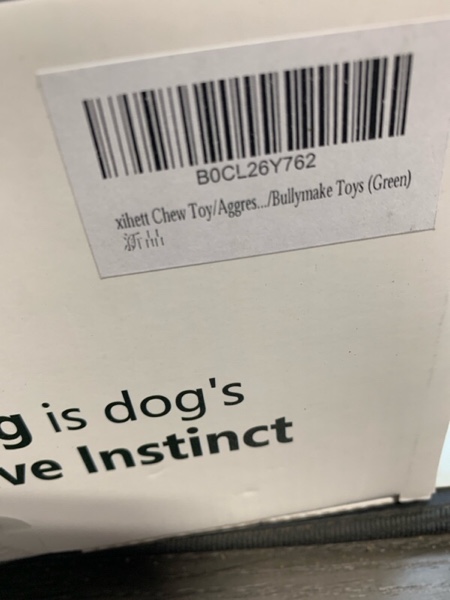 B0CL26Y762
xihett Chew Toy/Aggres.../Bullymake Toys (Green)
新品
g is dog's
ve Instinct